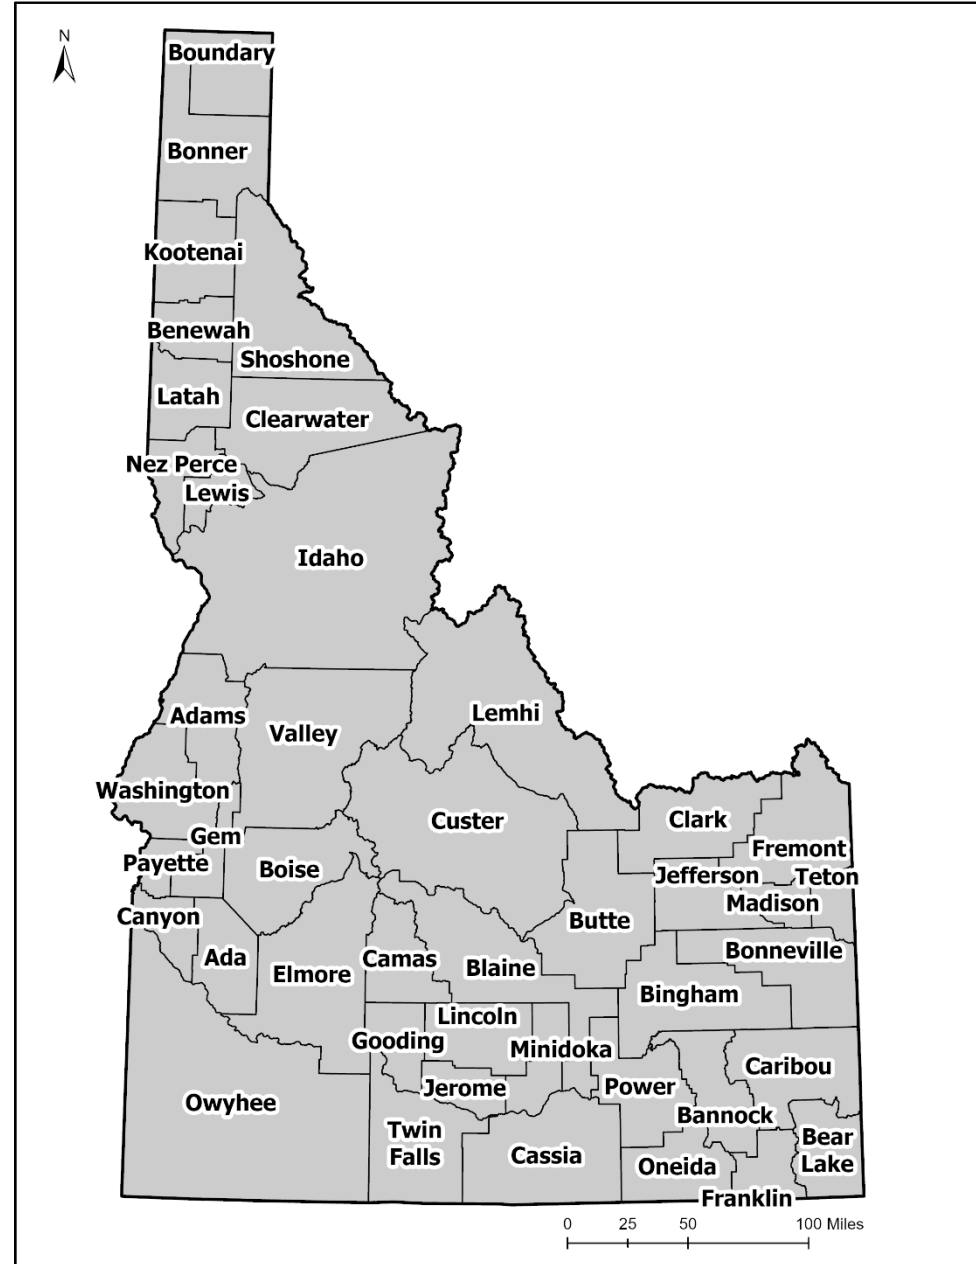 N
Boundary
Bonner
Kootenai
Benewah
Shoshone
Latah
Clearwater
Nez Perce
Lewis
Idaho
Adams
Valley
Lemhi
Washington
Custer
Clark
Gem
Fremont
Payette
Boise
Jefferson
Teton
Madison
Canyon
Butte
Ada
Camas
Bonneville
Elmore
Blaine
Bingham
Lincoln
Gooding
Minidoka
Caribou
Jerome
Power
Owyhee
Bannock
Twin
Falls
Cassia
Bear
Lake
Oneida
Franklin
0 25 50 100 Miles